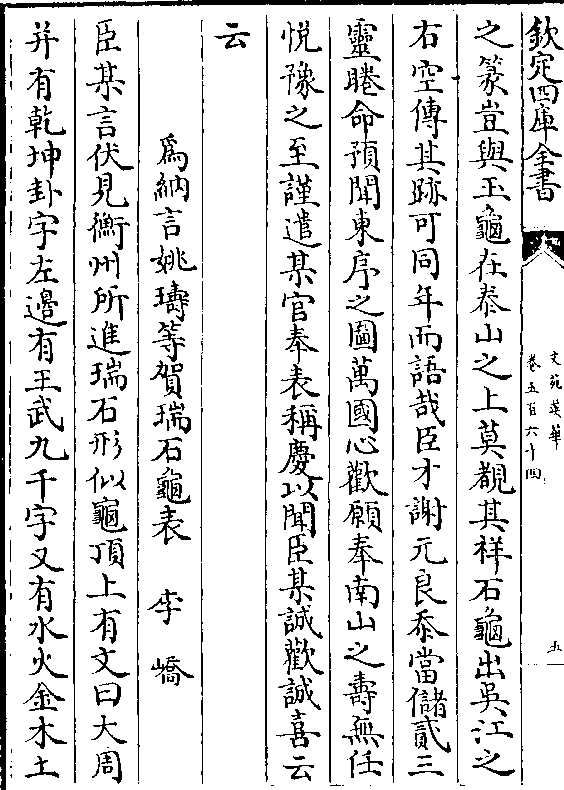 欽定四庫全書
文苑英華
卷五百六十四
五
之篆豈與玉龜在泰山之上莫覩其祥石龜出吳江之
右空傳其跡可同年而語哉臣才謝元良忝當儲貳三
靈睠命預聞東序之圖萬國心歡願奉南山之壽無任
悅豫之至謹遣某官奉表稱慶以聞臣某誠歡誠喜云
云
爲納言姚璹等賀瑞石龜表 李嶠
臣某言伏見衡州所進瑞石形似龜頂上有文曰大周
并有乾坤卦字左邊有王武九千字又有水火金木土